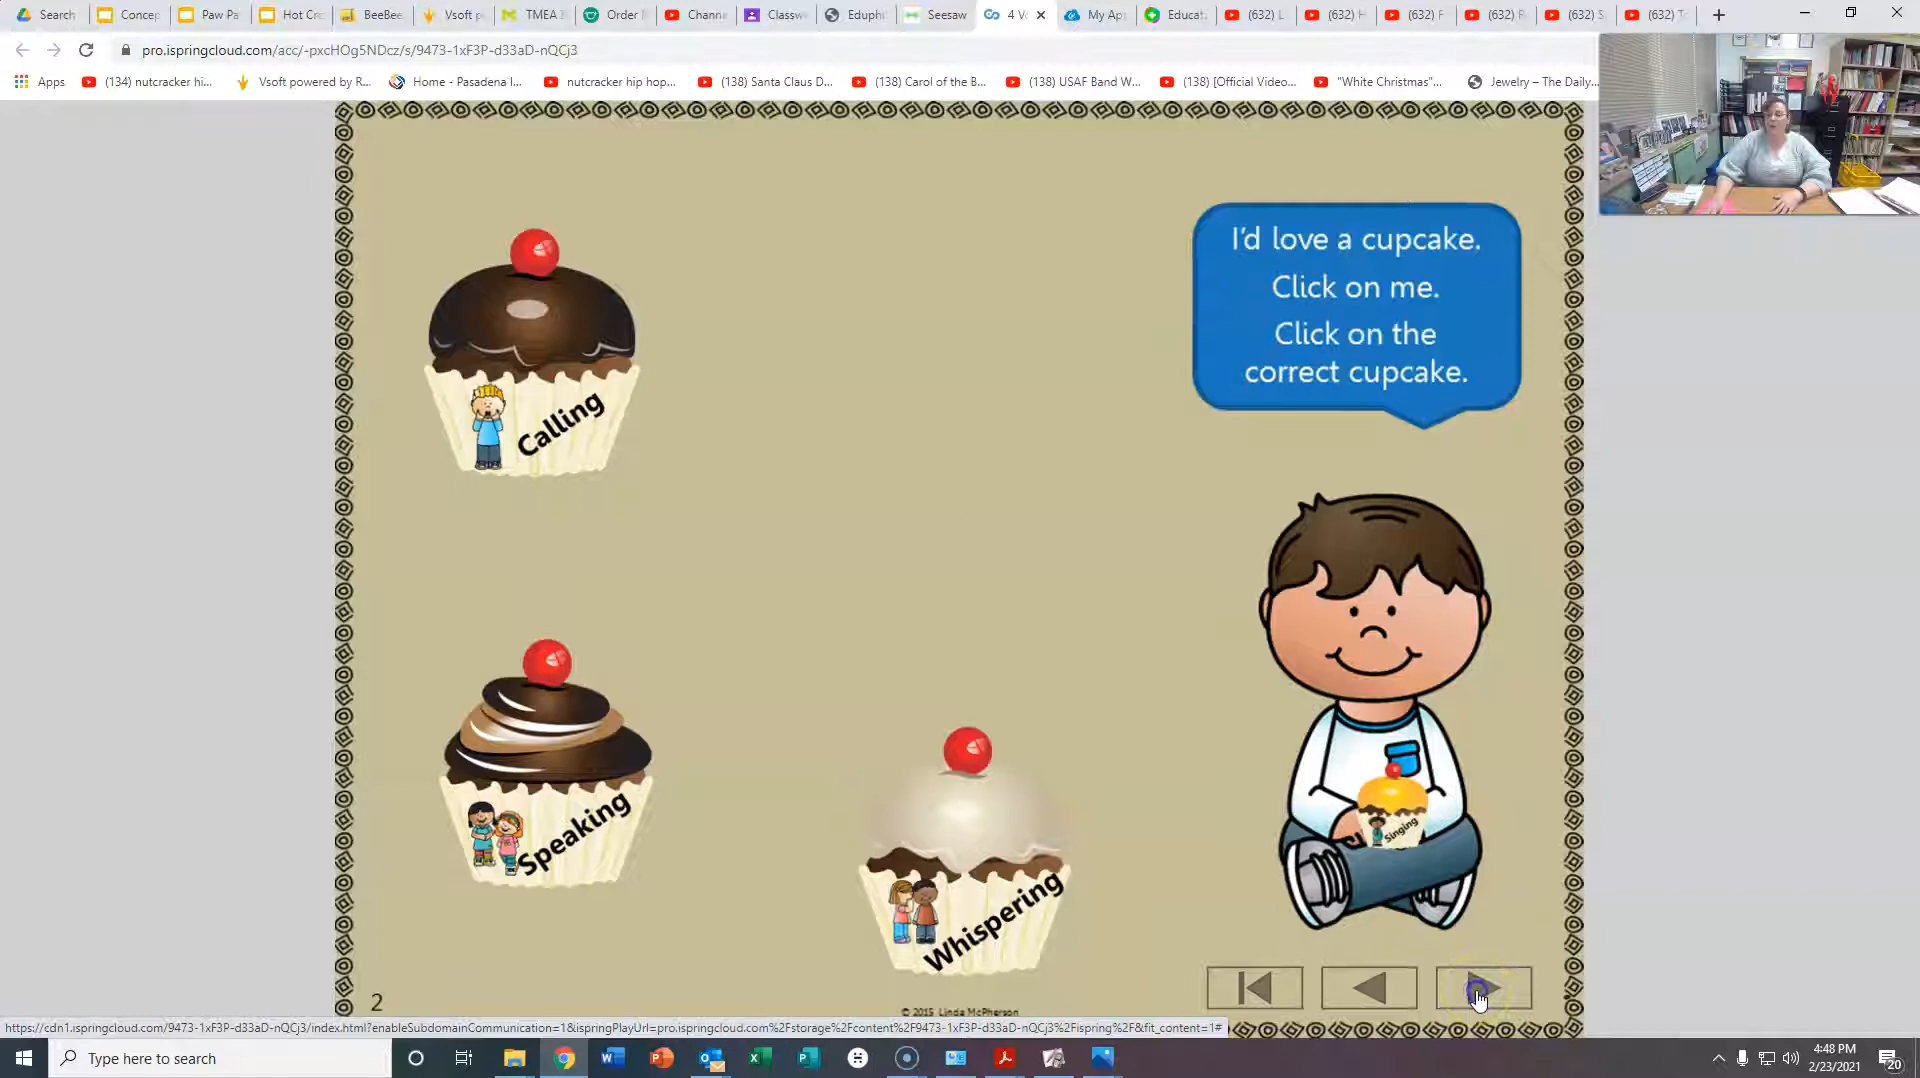 Search
Concep
Paw Pa
Hot Cro
BeeBee
Vsoft p
TMEA 2
Order
Channe
Classwo
Eduphi
Seesaw
4 Vo
My App
Educat
(632) L
(632) H
(632) F
(632) R
(632) S
(632) T
pro.ispringcloud.com/acc/-pxcHOg5NDcz/s/9473-1xF3P-d33aD-nQCj3
Apps
(134) nutcracker hi...
Vsoft powered by R...
Home - Pasadena I...
nutcracker hip hop...
(138) Santa Claus D...
(138) Carol of the B...
(138) USAF Band W...
(138) [Official Video...
"White Christmas"...
Jewelry – The Daily...
I'd love a cupcake.
Click on me.
Click on the
correct cupcake.
Calling
Speaking
Whispering
Singing
2
© 2015 Linda McPherson
https://cdn1.ispringcloud.com/9473-1xF3P-d33aD-nQCj3/index.html?enableSubdomainCommunication=1&ispringPlayUrl=pro.ispringcloud.com%2Fstorage%2Fcontent%2F9473-1xF3P-d33aD-nQCj3%2Fispring%2F&fit_content=1#
Type here to search
4:48 PM
2/23/2021
20